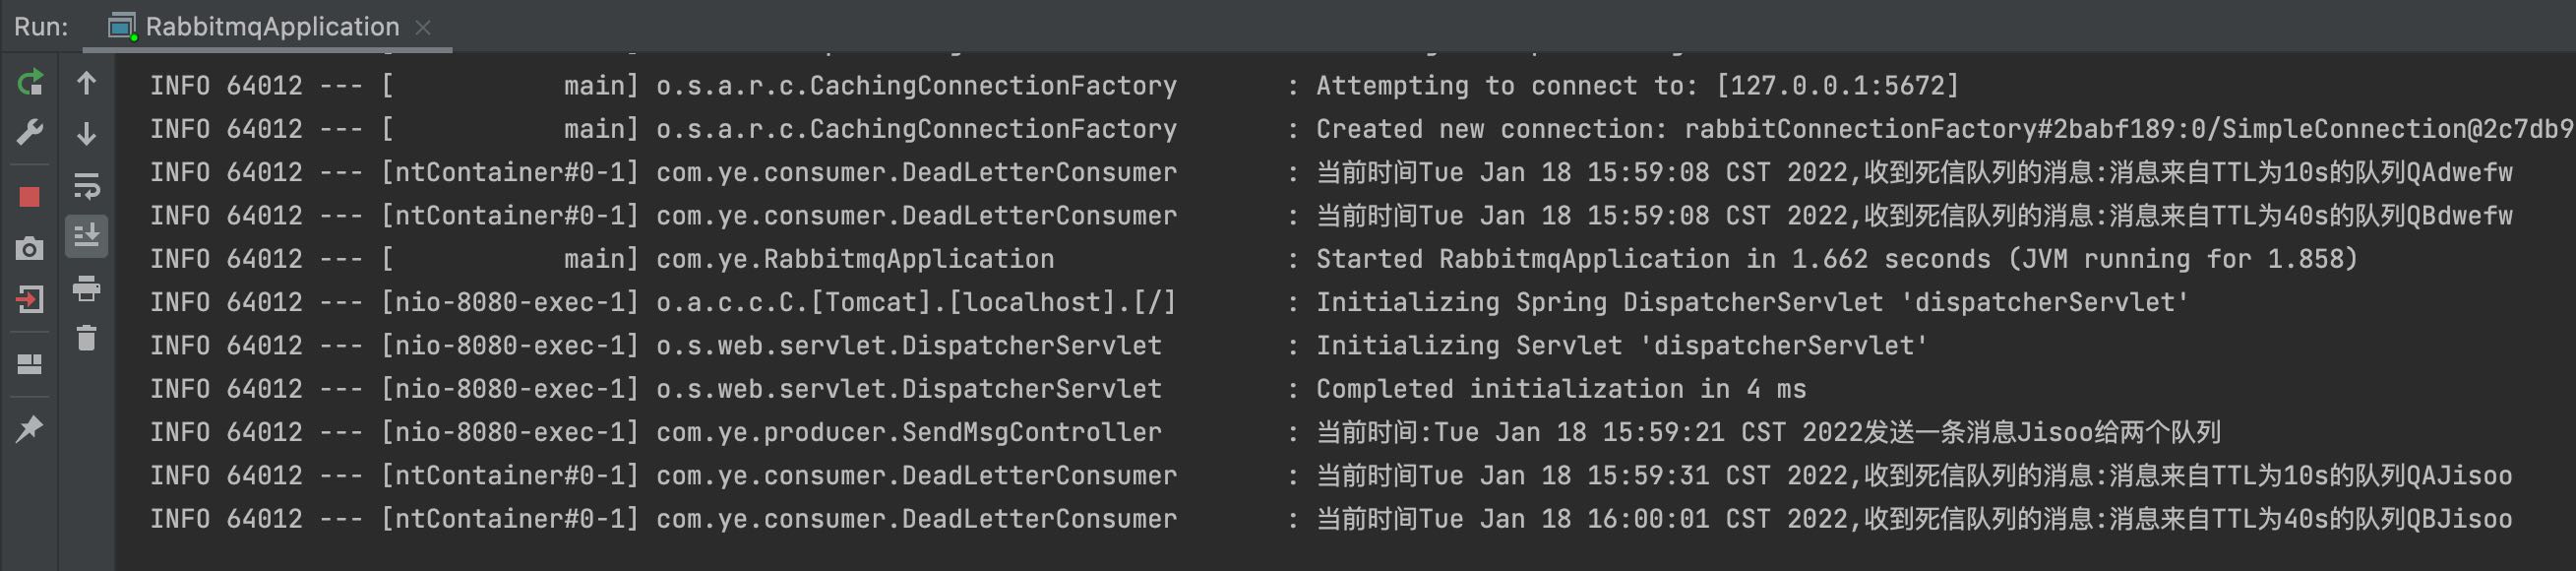 Run: RabbitmqApplication
INFO 64012 --- [           main] o.s.a.r.c.CachingConnectionFactory       : Attempting to connect to: [127.0.0.1:5672]
INFO 64012 --- [           main] o.s.a.r.c.CachingConnectionFactory       : Created new connection: rabbitConnectionFactory#2babf189:0/SimpleConnection@2c7db9
INFO 64012 --- [ntContainer#0-1] com.ye.consumer.DeadLetterConsumer       : 当前时间Tue Jan 18 15:59:08 CST 2022,收到死信队列的消息:消息来自TTL为10s的队列QAdwefw
INFO 64012 --- [ntContainer#0-1] com.ye.consumer.DeadLetterConsumer       : 当前时间Tue Jan 18 15:59:08 CST 2022,收到死信队列的消息:消息来自TTL为40s的队列QBdwefw
INFO 64012 --- [           main] com.ye.RabbitmqApplication               : Started RabbitmqApplication in 1.662 seconds (JVM running for 1.858)
INFO 64012 --- [nio-8080-exec-1] o.a.c.c.C.[Tomcat].[localhost].[/]       : Initializing Spring DispatcherServlet 'dispatcherServlet'
INFO 64012 --- [nio-8080-exec-1] o.s.web.servlet.DispatcherServlet        : Initializing Servlet 'dispatcherServlet'
INFO 64012 --- [nio-8080-exec-1] o.s.web.servlet.DispatcherServlet        : Completed initialization in 4 ms
INFO 64012 --- [nio-8080-exec-1] com.ye.producer.SendMsgController        : 当前时间:Tue Jan 18 15:59:21 CST 2022发送一条消息Jisoo给两个队列
INFO 64012 --- [ntContainer#0-1] com.ye.consumer.DeadLetterConsumer       : 当前时间Tue Jan 18 15:59:31 CST 2022,收到死信队列的消息:消息来自TTL为10s的队列QAJisoo
INFO 64012 --- [ntContainer#0-1] com.ye.consumer.DeadLetterConsumer       : 当前时间Tue Jan 18 16:00:01 CST 2022,收到死信队列的消息:消息来自TTL为40s的队列QBJisoo